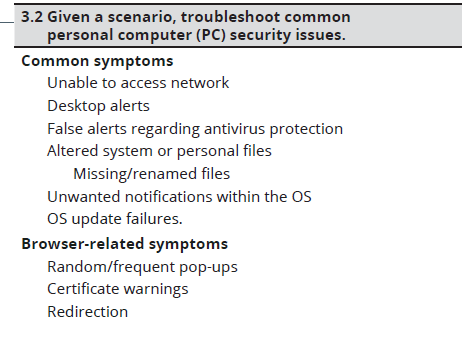 3.2 Given a scenario, troubleshoot common
personal computer (PC) security issues.
Common symptoms
Unable to access network
Desktop alerts
False alerts regarding antivirus protection
Altered system or personal files
Missing/renamed files
Unwanted notifications within the OS
OS update failures.
Browser-related symptoms
Random/frequent pop-ups
Certificate warnings
Redirection